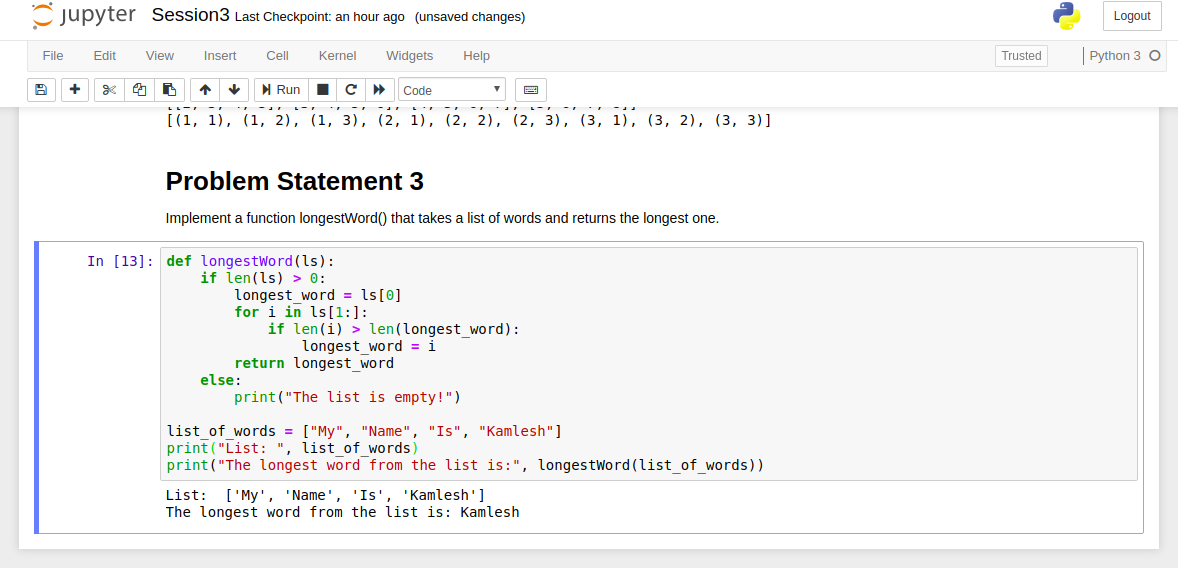 jupyter Session3 Last Checkpoint: an hour ago (unsaved changes) Logout
File Edit View Insert Cell Kernel Widgets Help Trusted Python 3
Run Code
[(1, 1), (1, 2), (1, 3), (2, 1), (2, 2), (2, 3), (3, 1), (3, 2), (3, 3)]
Problem Statement 3
Implement a function longestWord() that takes a list of words and returns the longest one.
In [13]: def longestWord(ls):
    if len(ls) > 0:
        longest_word = ls[0]
        for i in ls[1:]:
            if len(i) > len(longest_word):
                longest_word = i
        return longest_word
    else:
        print("The list is empty!")
list_of_words = ["My", "Name", "Is", "Kamlesh"]
print("List: ", list_of_words)
print("The longest word from the list is:", longestWord(list_of_words))
List:  ['My', 'Name', 'Is', 'Kamlesh']
The longest word from the list is: Kamlesh